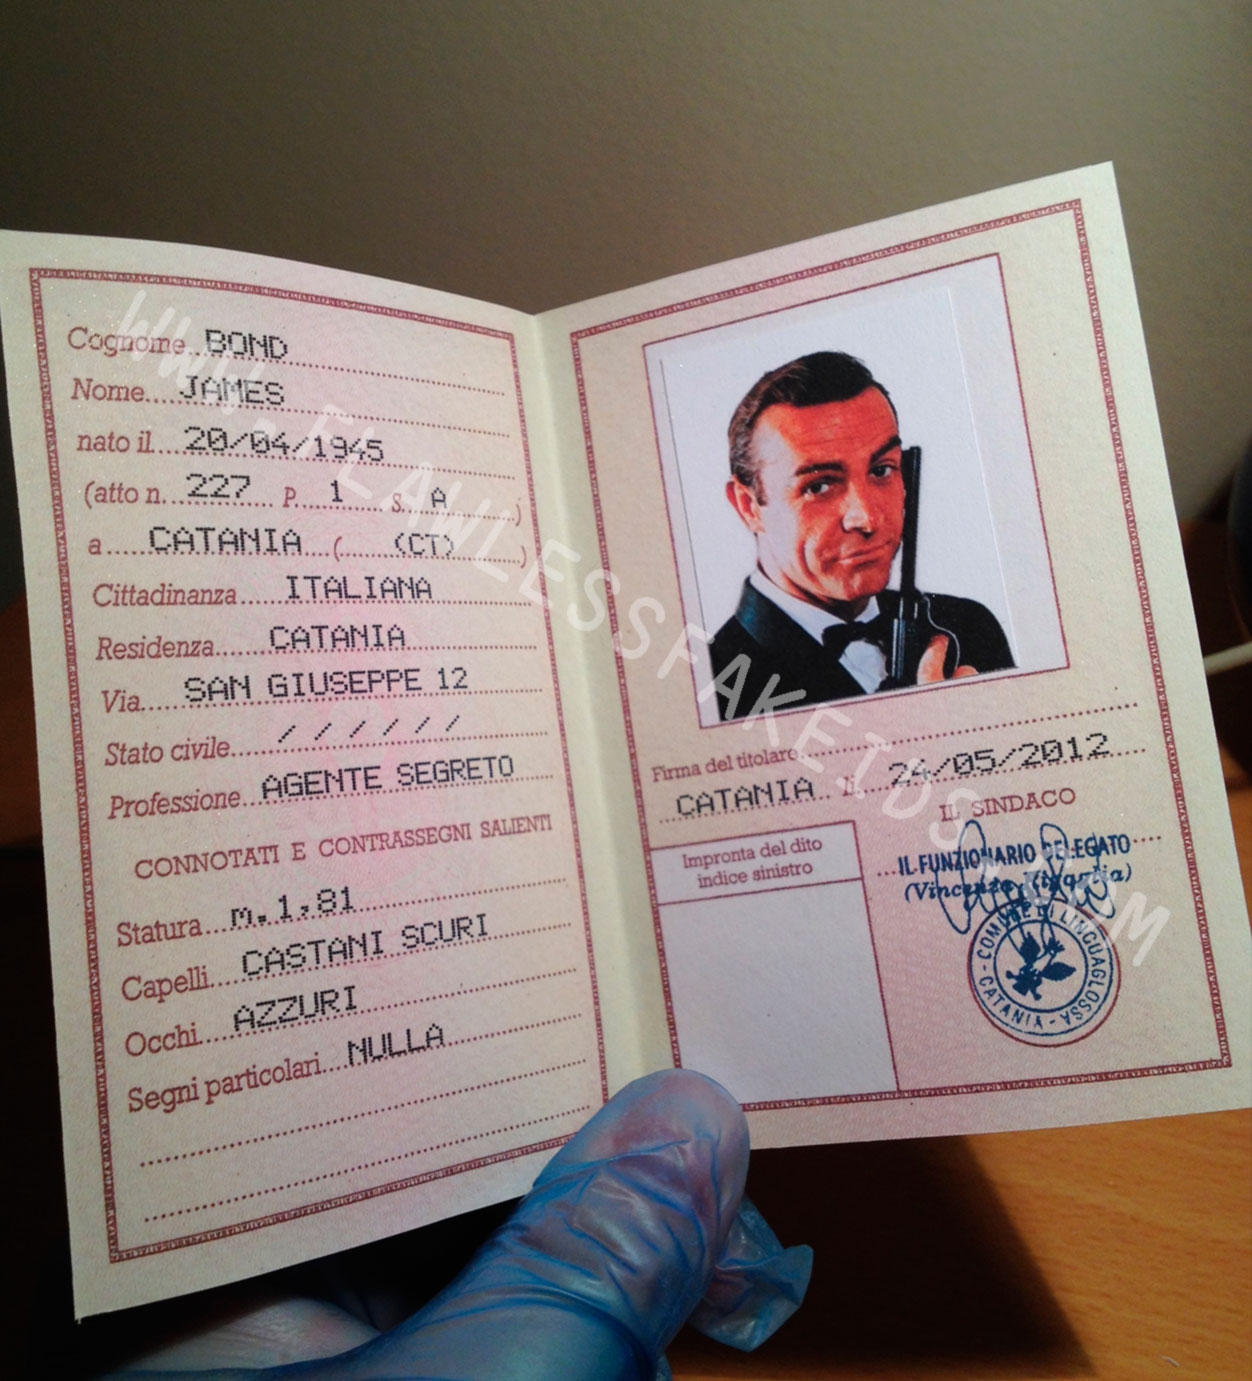 Cognome BOND
Nome JAMES
nato il 20/04/1945
(atto n. 227 P. 1 S. A )
a CATANIA ( (CT) )
Cittadinanza ITALIANA
Residenza CATANIA
Via SAN GIUSEPPE 12
Stato civile / / / / / /
Professione AGENTE SEGRETO
CONNOTATI E CONTRASSEGNI SALIENTI
Statura m.1,81
Capelli CASTANI SCURI
Occhi AZZURI
Segni particolari NULLA
Firma del titolare
CATANIA li 24/05/2012
IL SINDACO
Impronta del dito
indice sinistro
IL FUNZIONARIO DELEGATO
COMUNE DI LINGUAGLOSSA
- CATANIA -
WWW.FLAWLESSFAKEIDS.COM